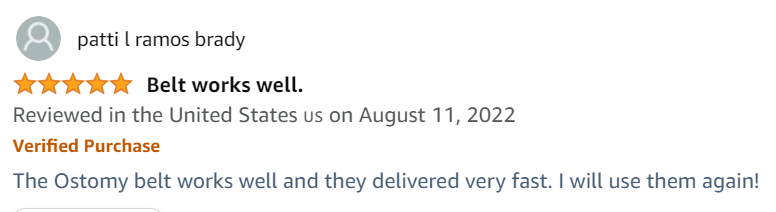 patti l ramos brady
Belt works well.
Reviewed in the United States US on August 11, 2022
Verified Purchase
The Ostomy belt works well and they delivered very fast. I will use them again!